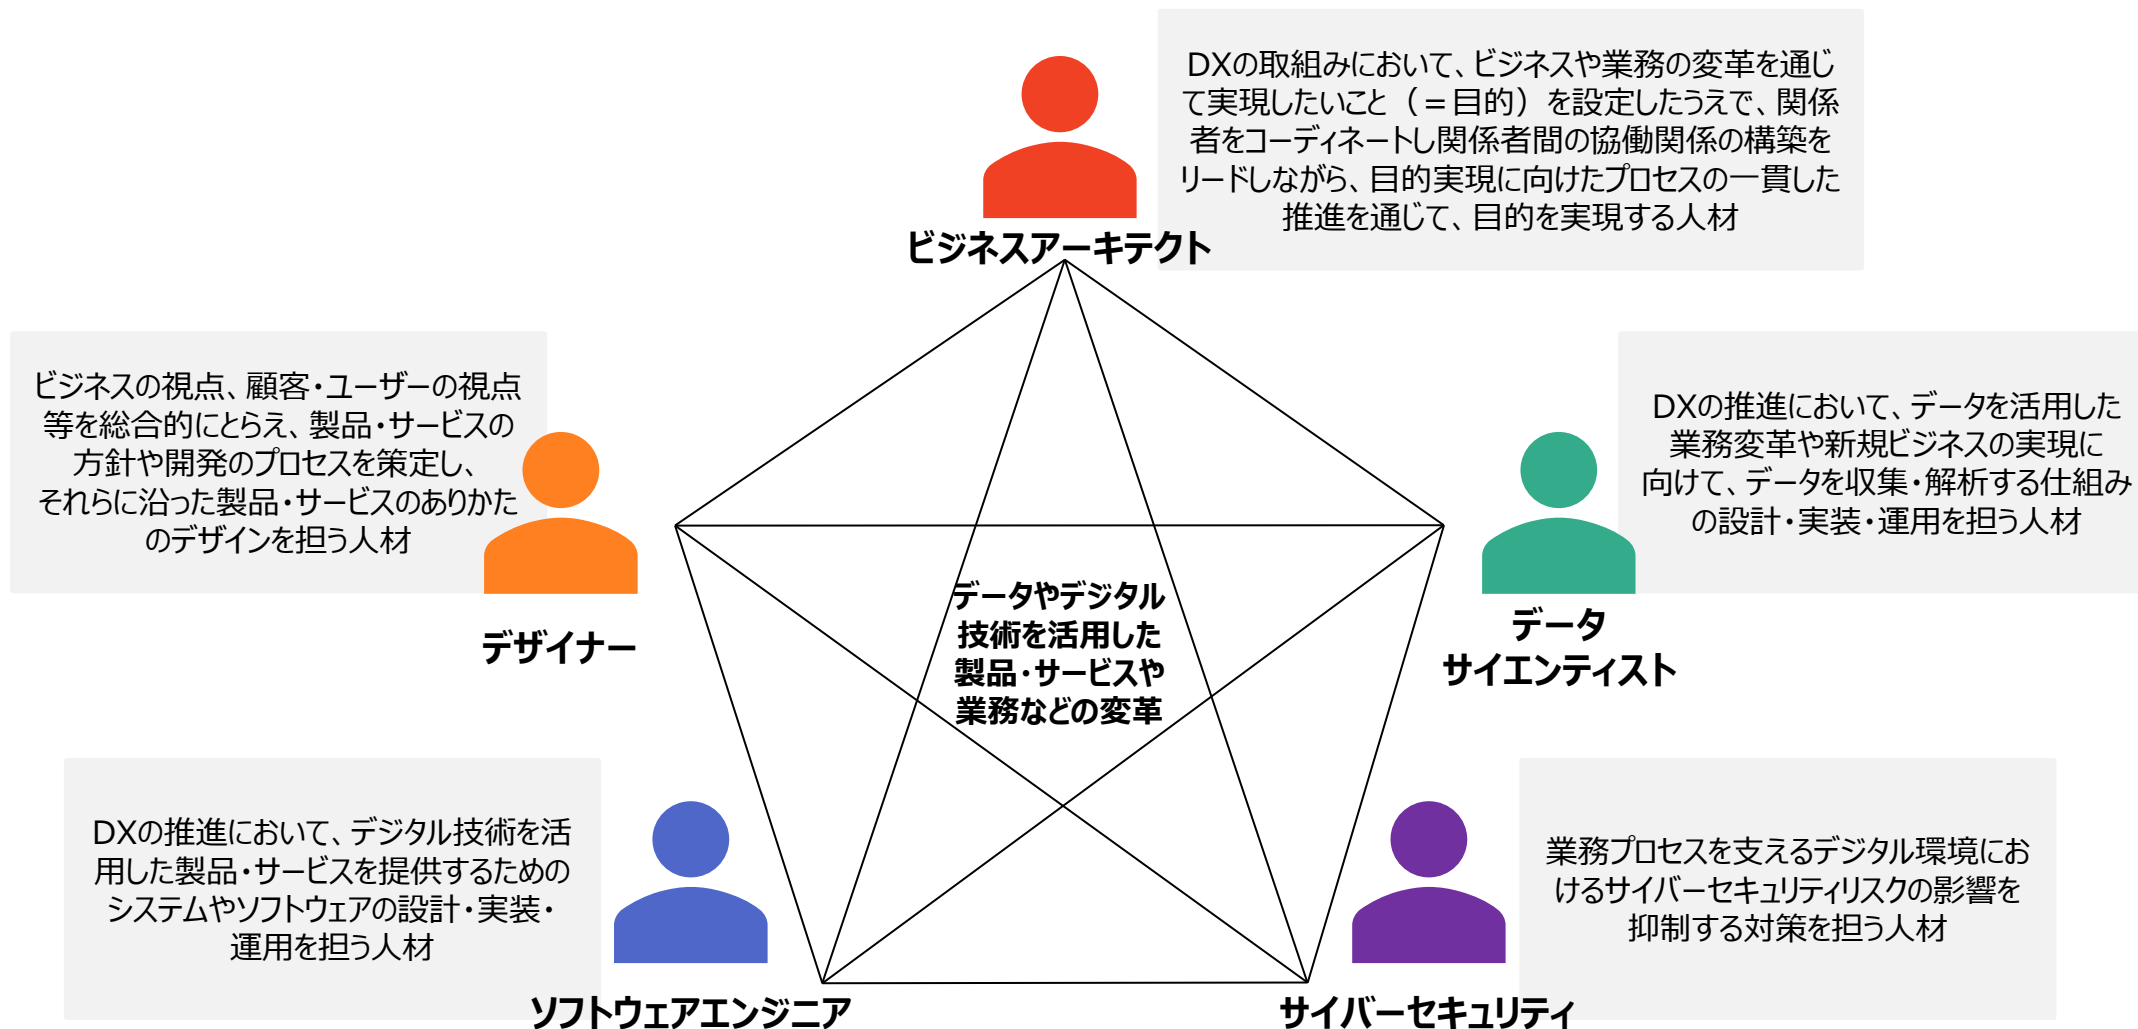 DXの取組みにおいて、ビジネスや業務の変革を通じ
て実現したいこと（＝目的）を設定したうえで、関係
者をコーディネートし関係者間の協働関係の構築を
リードしながら、目的実現に向けたプロセスの一貫した
推進を通じて、目的を実現する人材
ビジネスアーキテクト
ビジネスの視点、顧客・ユーザーの視点
等を総合的にとらえ、製品・サービスの
方針や開発のプロセスを策定し、
それらに沿った製品・サービスのありかた
のデザインを担う人材
デザイナー
DXの推進において、データを活用した
業務変革や新規ビジネスの実現に
向けて、データを収集・解析する仕組み
の設計・実装・運用を担う人材
データ
サイエンティスト
データやデジタル
技術を活用した
製品・サービスや
業務などの変革
DXの推進において、デジタル技術を活
用した製品・サービスを提供するための
システムやソフトウェアの設計・実装・
運用を担う人材
ソフトウェアエンジニア
業務プロセスを支えるデジタル環境にお
けるサイバーセキュリティリスクの影響を
抑制する対策を担う人材
サイバーセキュリティ